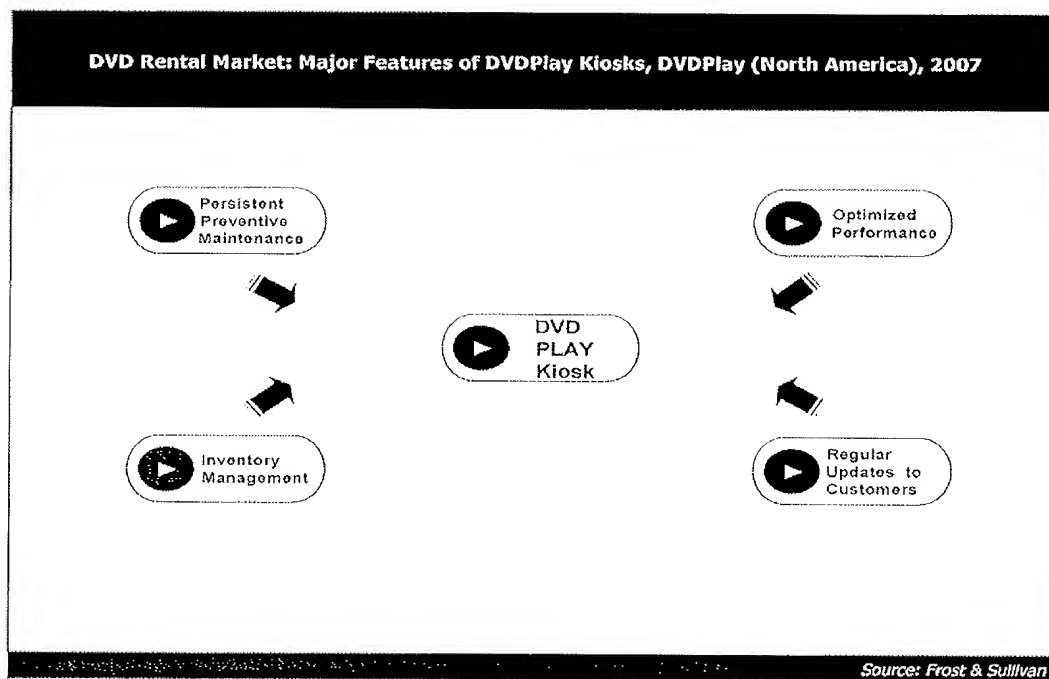 DVD Rental Market: Major Features of DVDPlay Kiosks, DVDPlay (North America), 2007
Persistent
Preventive
Maintenance
Optimized
Performance
DVD
PLAY
Kiosk
Inventory
Management
Regular
Updates to
Customers
Source: Frost & Sullivan